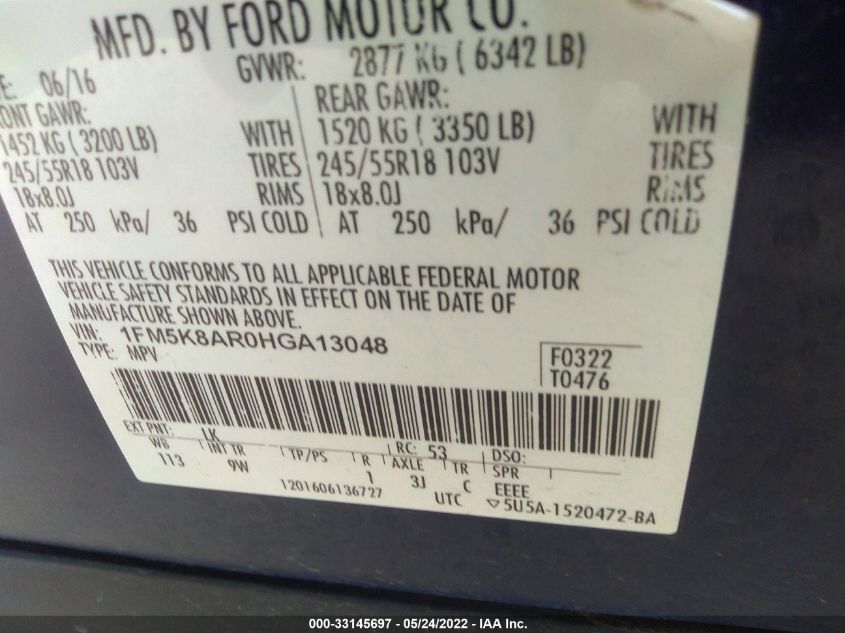 MFD. BY FORD MOTOR CO.
06/16 GVWR: 2877 KG ( 6342 LB)
GAWR: REAR GAWR:
1452 KG ( 3200 LB) WITH 1520 KG ( 3350 LB) WITH
245/55R18 103V TIRES 245/55R18 103V TIRES
18x8.0J RIMS 18x8.0J RIMS
AT 250 kPa/ 36 PSI COLD AT 250 kPa/ 36 PSI COLD
THIS VEHICLE CONFORMS TO ALL APPLICABLE FEDERAL MOTOR
VEHICLE SAFETY STANDARDS IN EFFECT ON THE DATE OF
MANUFACTURE SHOWN ABOVE.
VIN: 1FM5K8AR0HGA13048
TYPE: MPV
F0322
T0476
EXT PNT: LK RC: 53 DSO:
WB INT TR TP/PS R AXLE TR SPR
113 9W 1 3J C EEEE
1201606136727 UTC ▽5U5A-1520472-BA
000-33145697 - 05/24/2022 - IAA Inc.